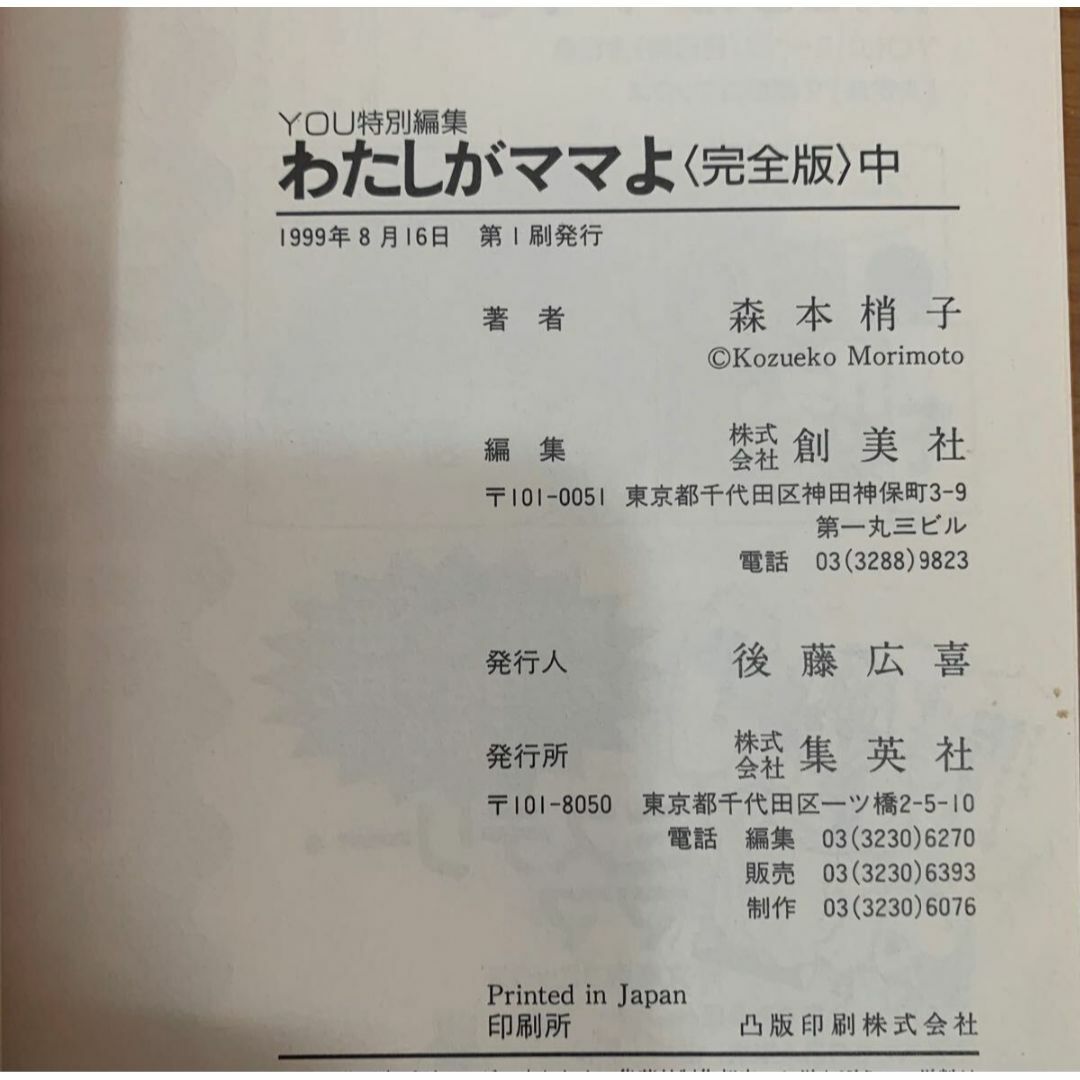 YOU特別編集
わたしがママよ〈完全版〉中
1999年8月16日　第1刷発行
著　者　森本梢子
©Kozueko Morimoto
編　集　株式会社 創美社
〒101-0051　東京都千代田区神田神保町3-9
第一丸三ビル
電話　03(3288)9823
発行人　後藤広喜
発行所　株式会社 集英社
〒101-8050　東京都千代田区一ツ橋2-5-10
電話　編集　03(3230)6270
販売　03(3230)6393
制作　03(3230)6076
Printed in Japan
印刷所　凸版印刷株式会社